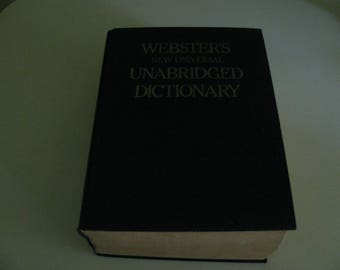 WEBSTER'S
NEW UNIVERSAL
UNABRIDGED
DICTIONARY